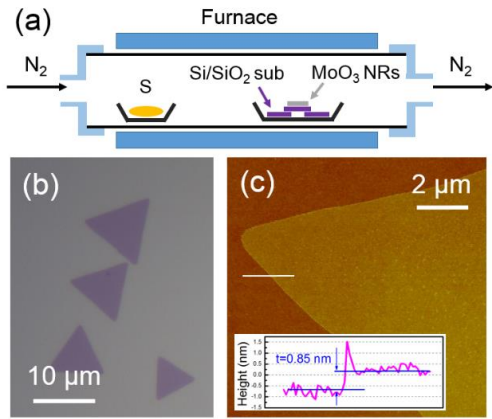 (a)
Furnace
N₂
Si/SiO₂ sub
MoO₃ NRs
N₂
S
(b)
10 μm
(c)
2 μm
Height (nm)
1.5
1.0
0.5
0.0
-0.5
-1.0
-1.5
t=0.85 nm